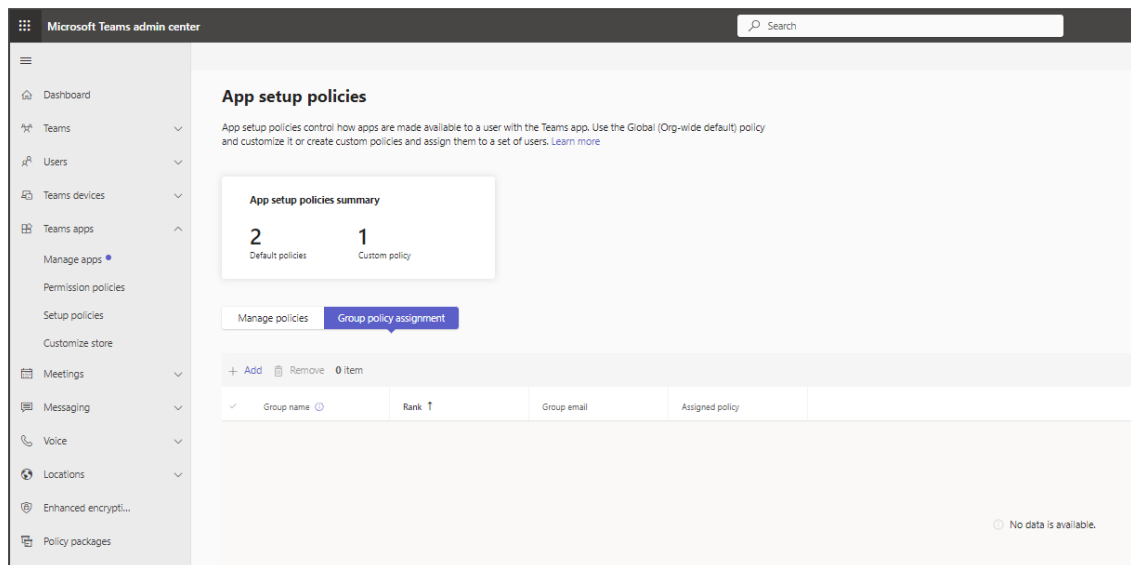 Microsoft Teams admin center
Search
Dashboard
Teams
Users
Teams devices
Teams apps
Manage apps
Permission policies
Setup policies
Customize store
Meetings
Messaging
Voice
Locations
Enhanced encrypti...
Policy packages
App setup policies
App setup policies control how apps are made available to a user with the Teams app. Use the Global (Org-wide default) policy
and customize it or create custom policies and assign them to a set of users. Learn more
App setup policies summary
2 1
Default policies Custom policy
Manage policies Group policy assignment
+ Add Remove 0 item
Group name Rank ↑ Group email Assigned policy
No data is available.